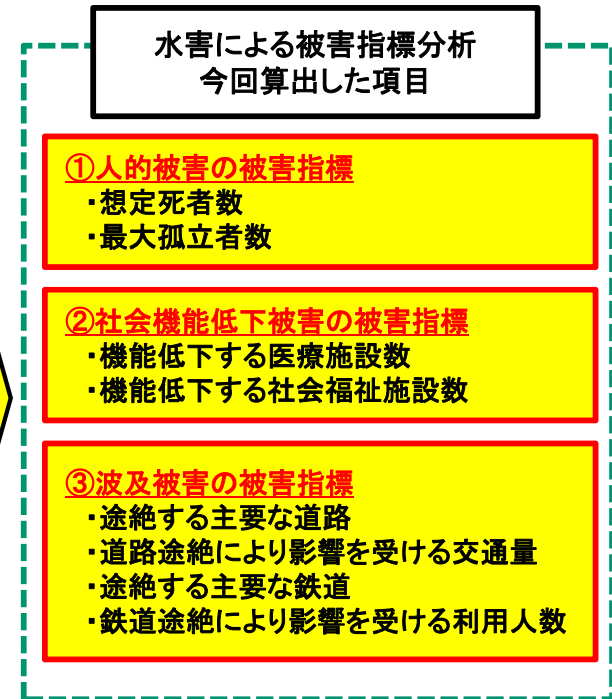 水害による被害指標分析
今回算出した項目
①人的被害の被害指標
・想定死者数
・最大孤立者数
②社会機能低下被害の被害指標
・機能低下する医療施設数
・機能低下する社会福祉施設数
③波及被害の被害指標
・途絶する主要な道路
・道路途絶により影響を受ける交通量
・途絶する主要な鉄道
・鉄道途絶により影響を受ける利用人数